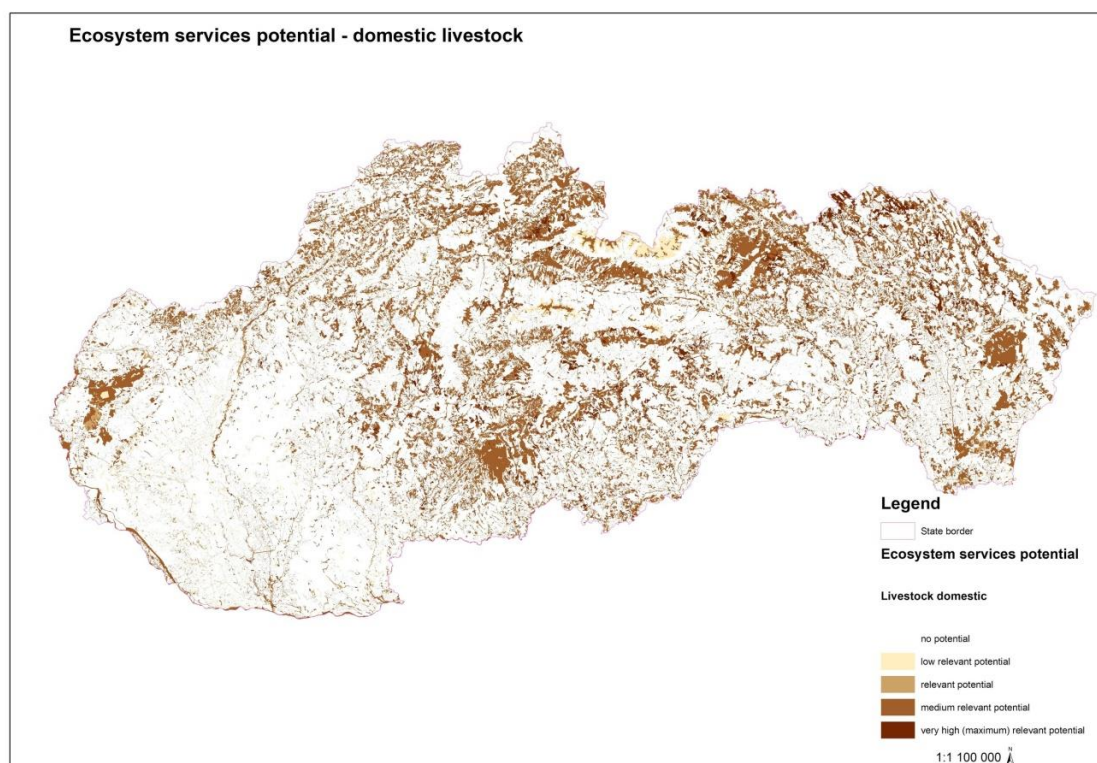 Ecosystem services potential - domestic livestock
Legend
State border
Ecosystem services potential
Livestock domestic
no potential
low relevant potential
relevant potential
medium relevant potential
very high (maximum) relevant potential
1:1 100 000
N